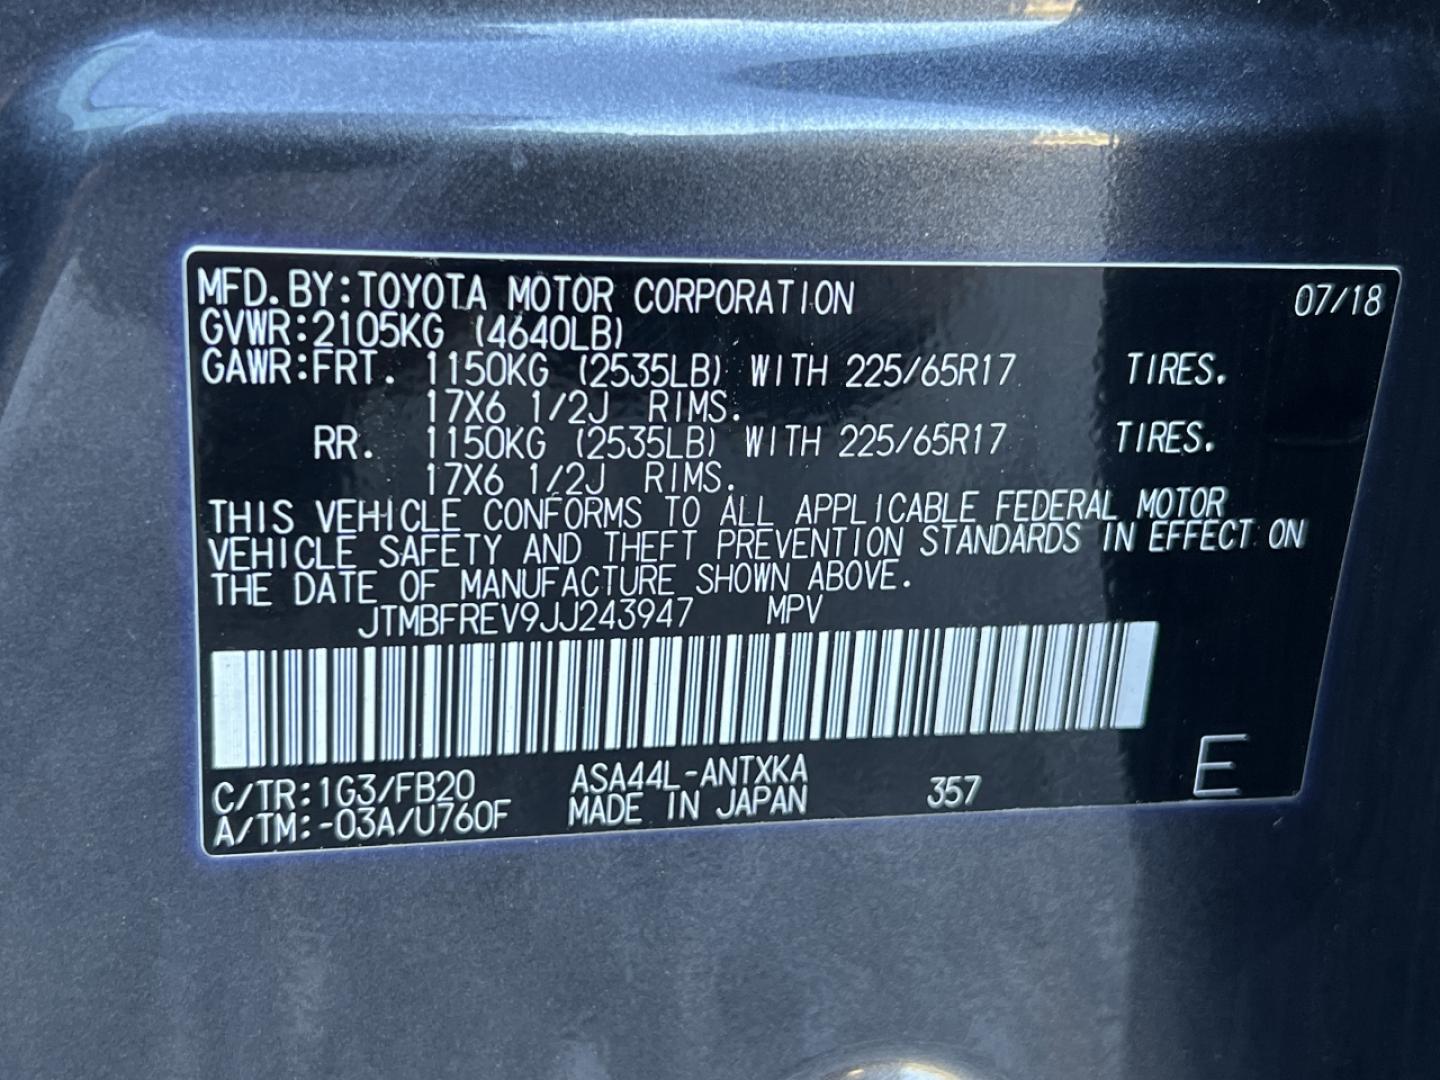 MFD. BY: TOYOTA MOTOR CORPORATION 07/18
GVWR: 2105KG (4640LB)
GAWR: FRT. 1150KG (2535LB) WITH 225/65R17 TIRES.
17X6 1/2J RIMS.
RR. 1150KG (2535LB) WITH 225/65R17 TIRES.
17X6 1/2J RIMS.
THIS VEHICLE CONFORMS TO ALL APPLICABLE FEDERAL MOTOR
VEHICLE SAFETY AND THEFT PREVENTION STANDARDS IN EFFECT ON
THE DATE OF MANUFACTURE SHOWN ABOVE.
JTMBFREV9JJ243947 MPV
C/TR: 1G3/FB20 ASA44L-ANTXKA 357 E
A/TM: -03A/U760F MADE IN JAPAN